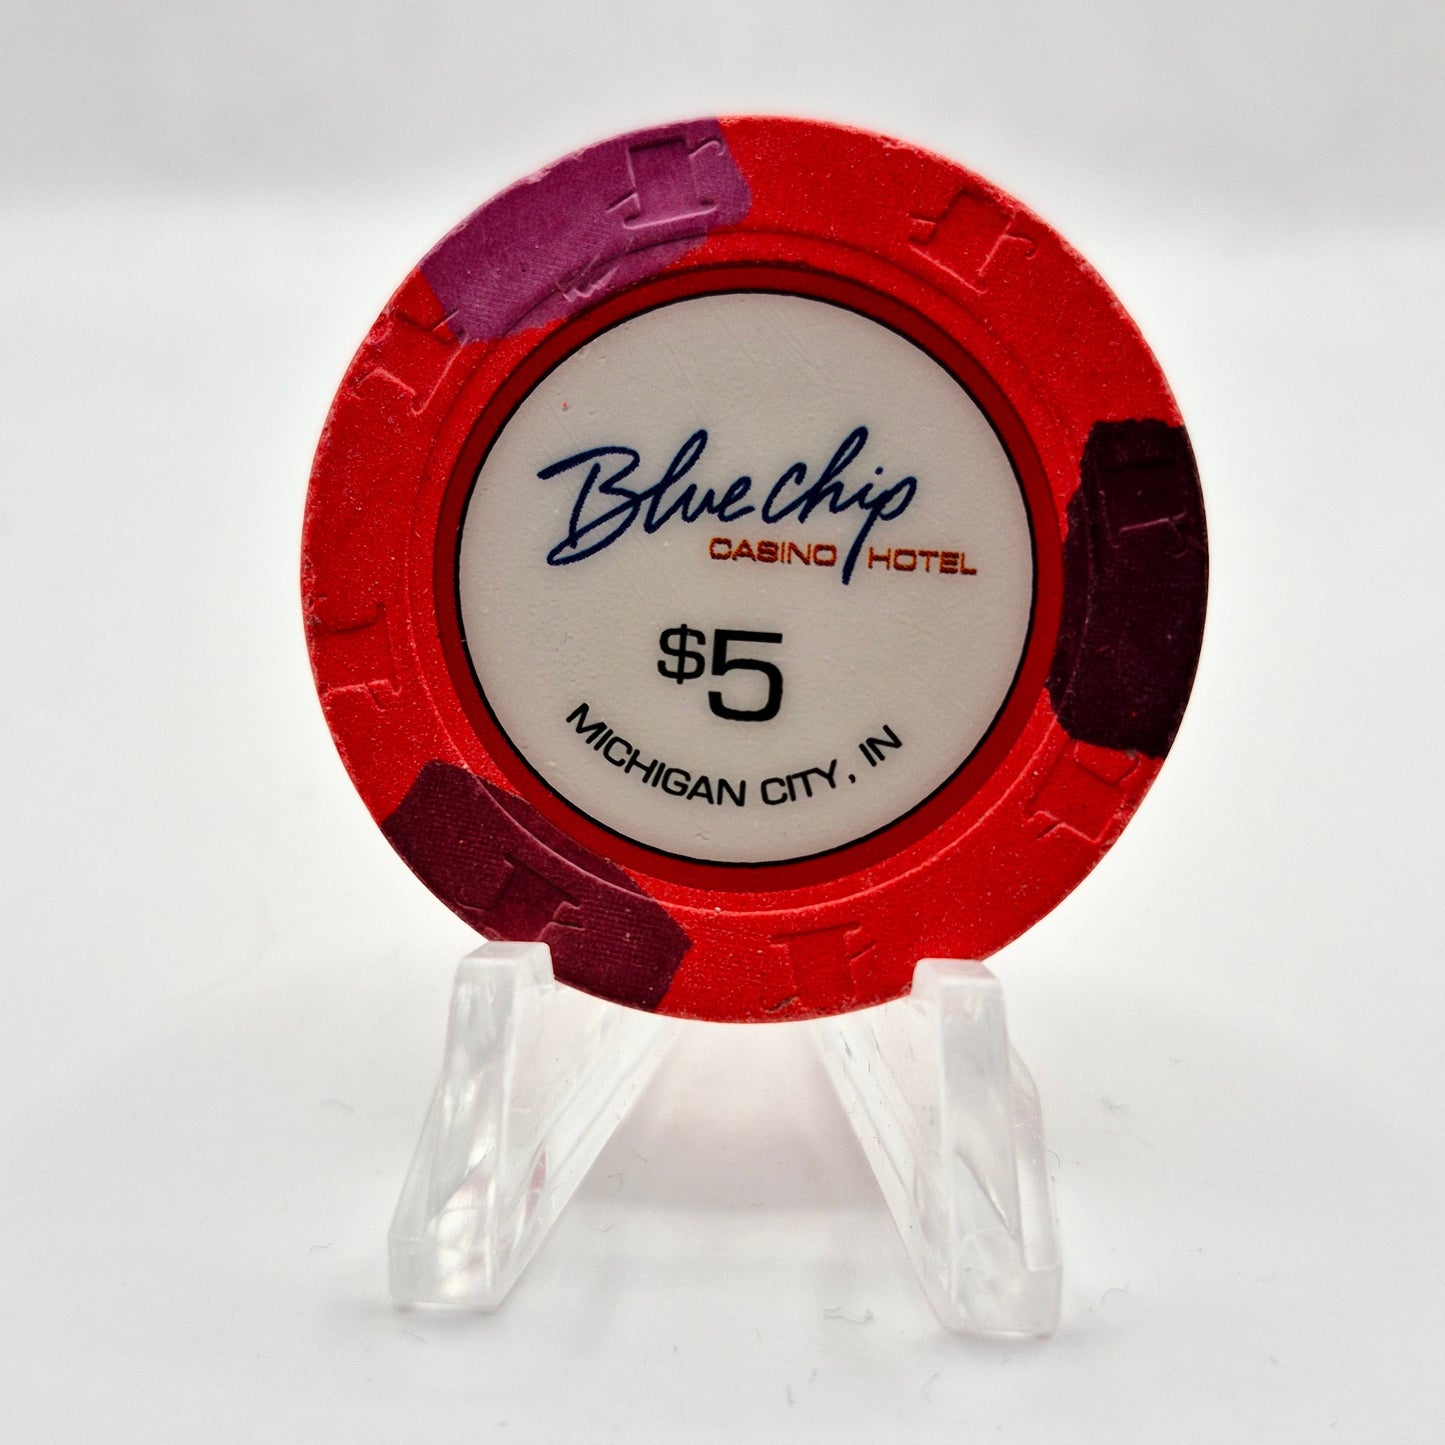 Blue chip
CASINO HOTEL
$5
MICHIGAN CITY, IN